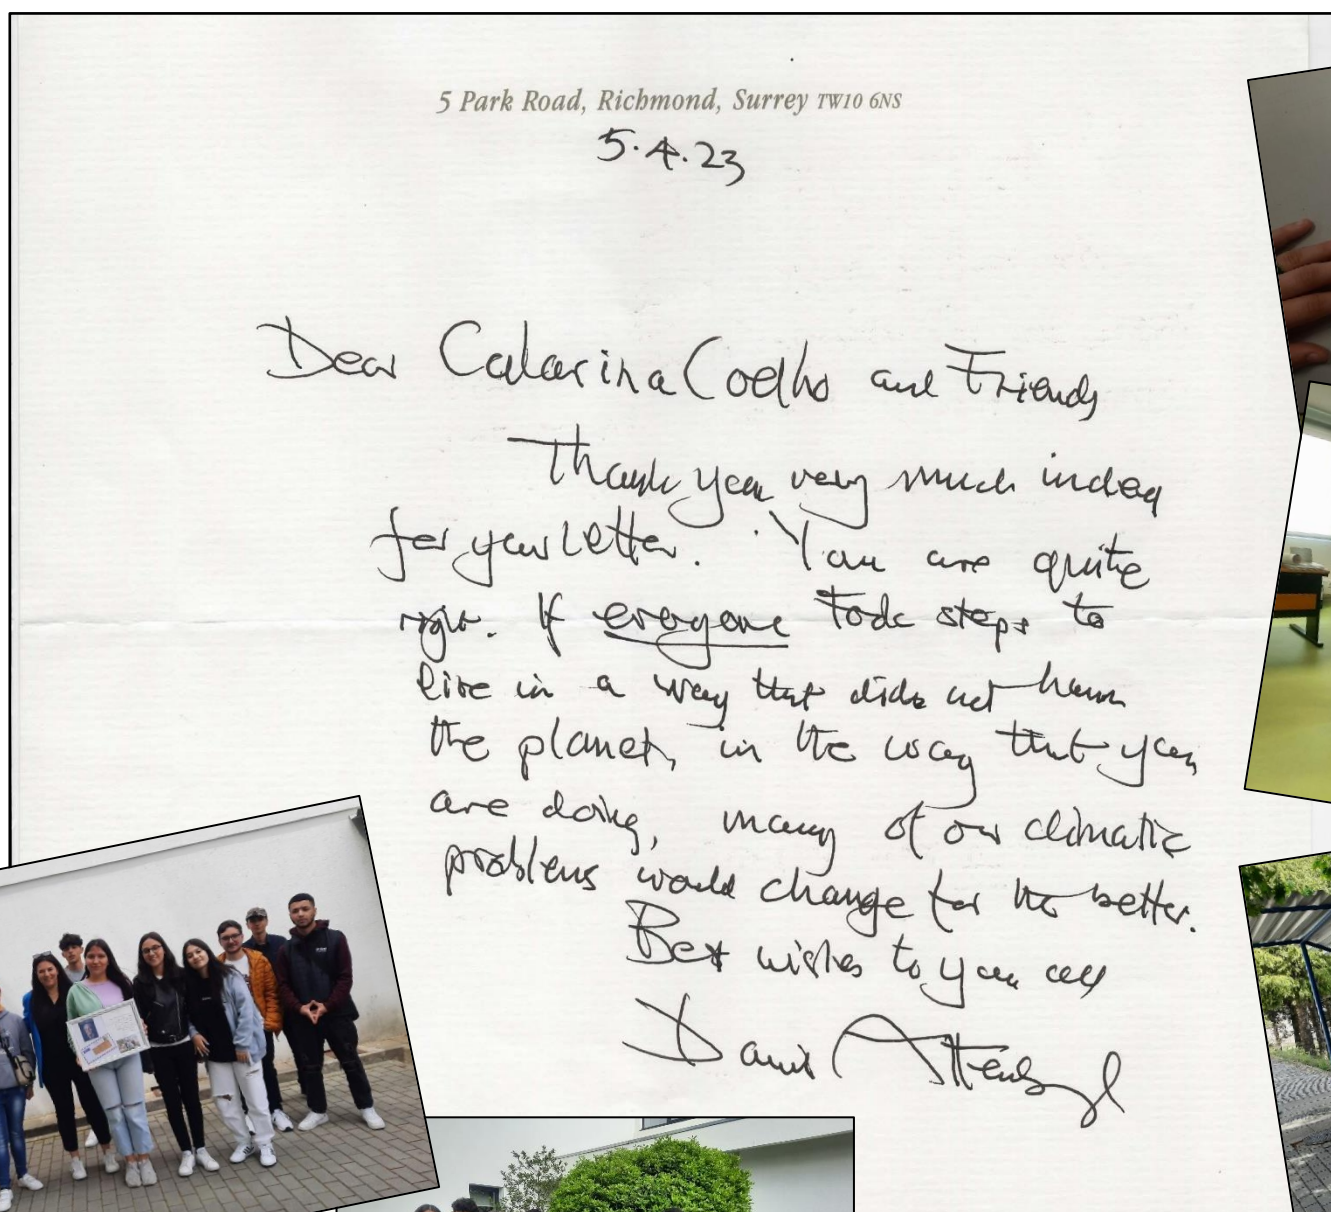 5 Park Road, Richmond, Surrey TW10 6NS
5.4.23
Dear Catarina Coelho and Friends
Thank you very much indeed
for your letter. You are quite
right. If everyone took steps to
live in a way that did not harm
the planet, in the way that you
are doing, many of our climatic
problems would change for the better.
Best wishes to you all
David Attenborough